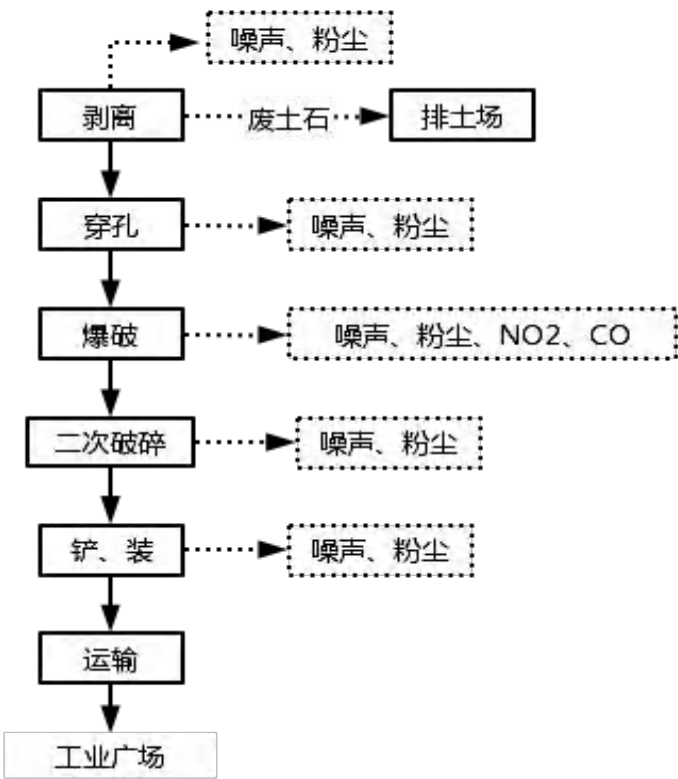 噪声、粉尘
剥离
废土石
排土场
穿孔
噪声、粉尘
爆破
噪声、粉尘、NO2、CO
二次破碎
噪声、粉尘
铲、装
噪声、粉尘
运输
工业广场